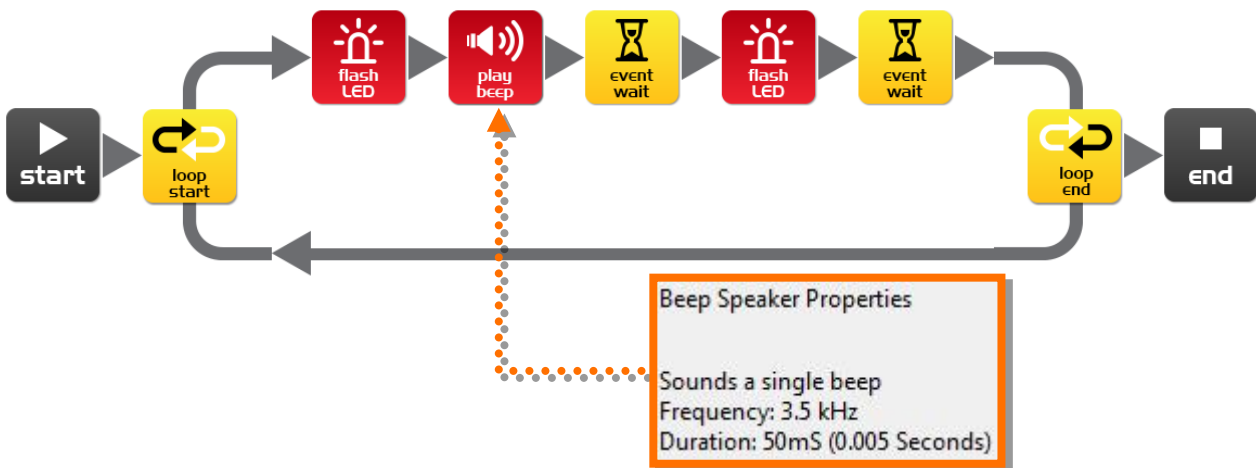 flash
LED
play
beep
event
wait
flash
LED
event
wait
start
loop
start
loop
end
end
Beep Speaker Properties
Sounds a single beep
Frequency: 3.5 kHz
Duration: 50mS (0.005 Seconds)